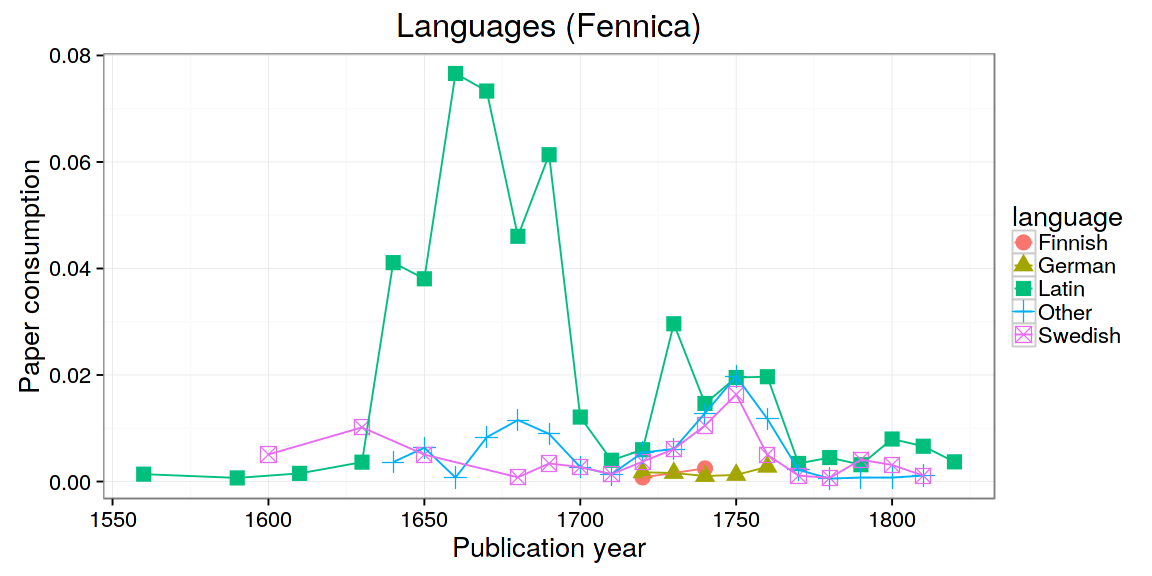 Languages (Fennica)
0.08
0.06
0.04
0.02
0.00
Paper consumption
1550 1600 1650 1700 1750 1800
Publication year
language
Finnish
German
Latin
Other
Swedish